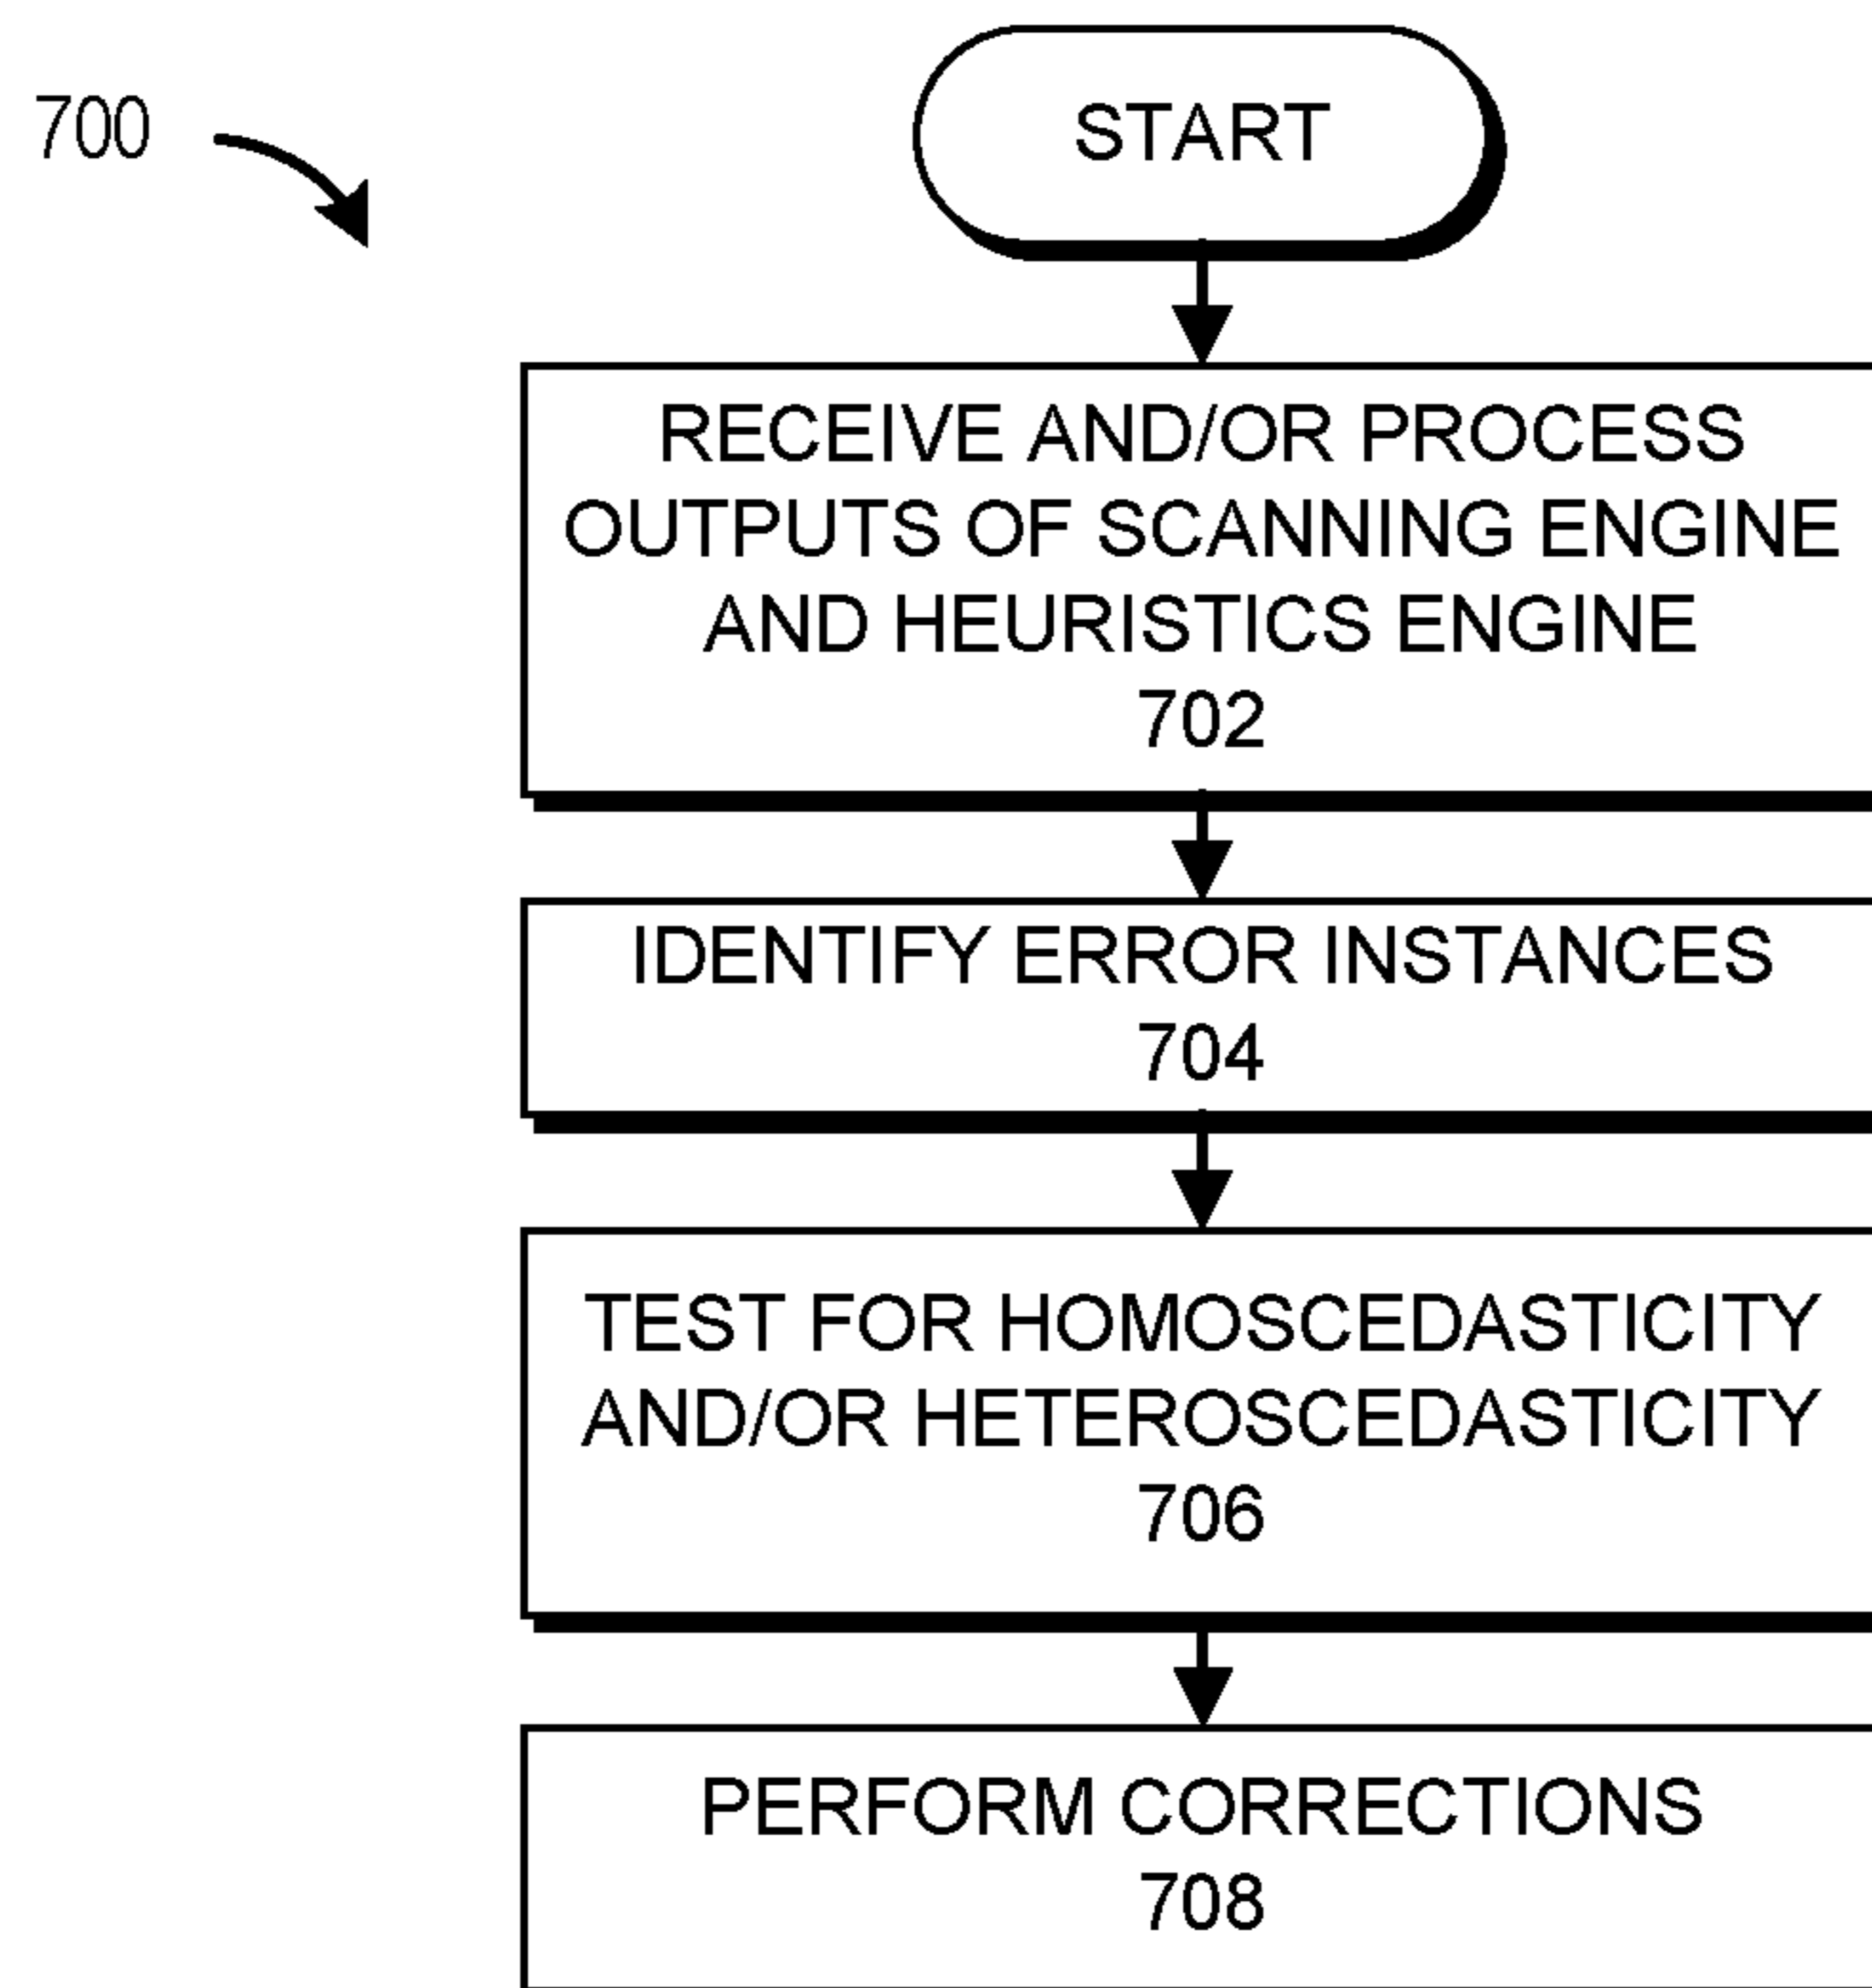 700
START
RECEIVE AND/OR PROCESS
OUTPUTS OF SCANNING ENGINE
AND HEURISTICS ENGINE
702
IDENTIFY ERROR INSTANCES
704
TEST FOR HOMOSCEDASTICITY
AND/OR HETEROSCEDASTICITY
706
PERFORM CORRECTIONS
708